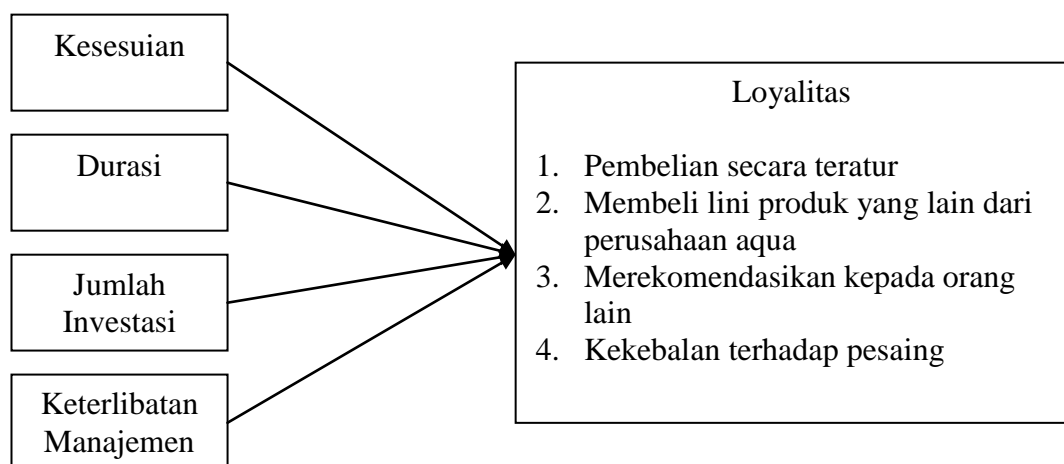 Kesesuian
Durasi
Jumlah
Investasi
Keterlibatan
Manajemen
Loyalitas
1. Pembelian secara teratur
2. Membeli lini produk yang lain dari
perusahaan aqua
3. Merekomendasikan kepada orang
lain
4. Kekebalan terhadap pesaing